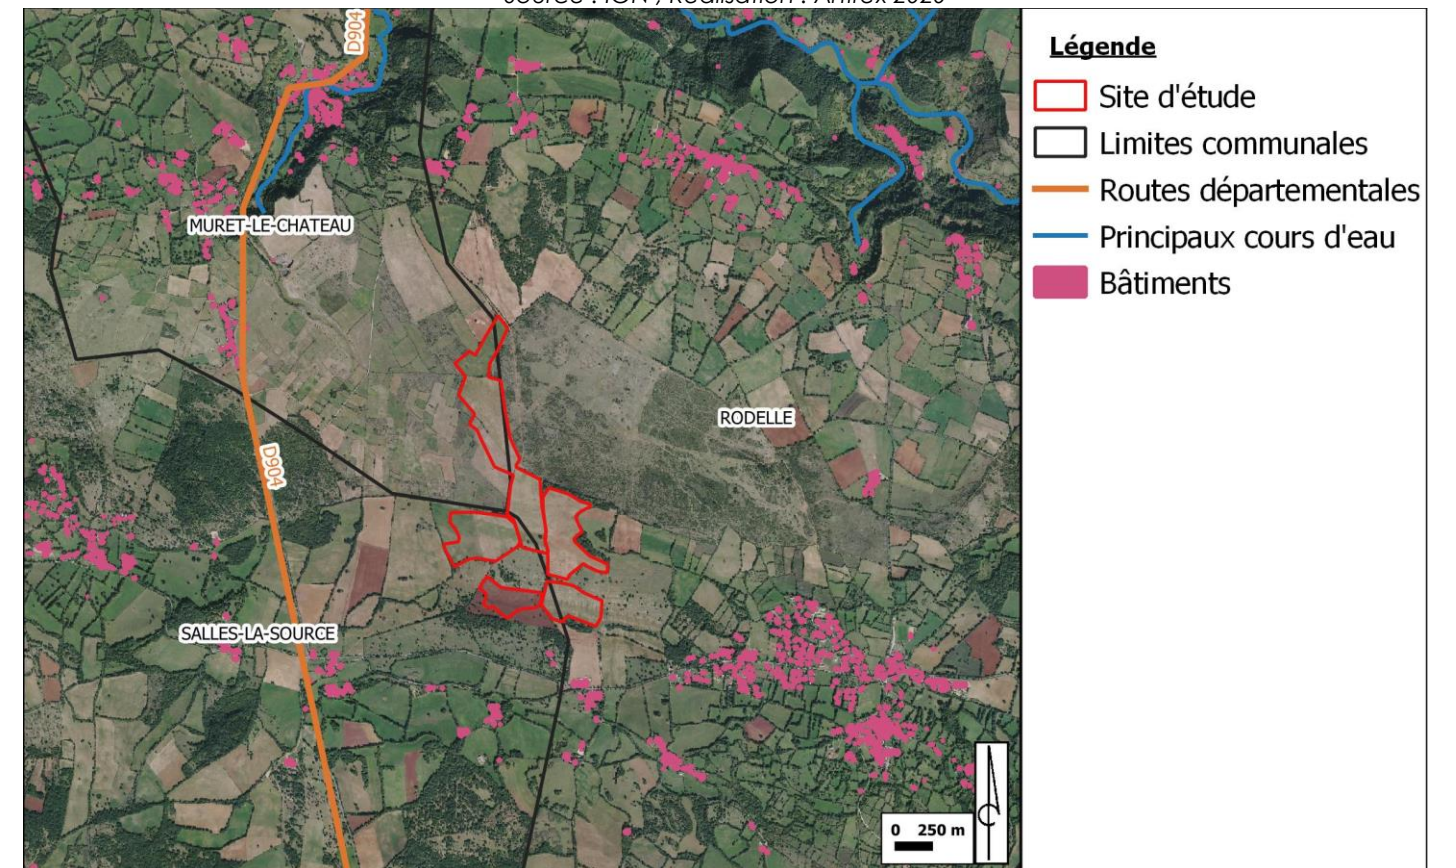 D904
Légende
Site d'étude
Limites communales
Routes départementales
MURET-LE-CHATEAU
Principaux cours d'eau
Bâtiments
RODELLE
D904
SALLES-LA-SOURCE
0 250 m